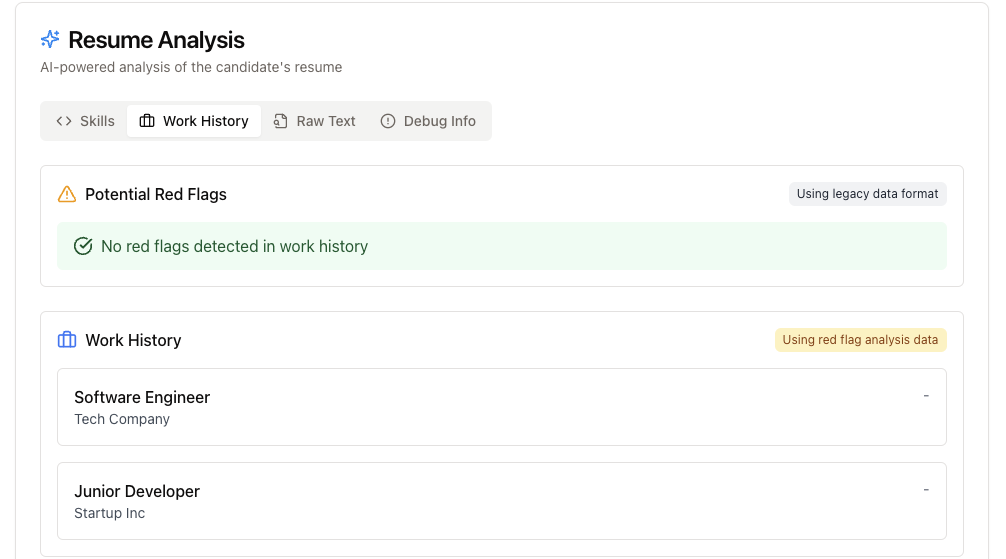 Resume Analysis
AI-powered analysis of the candidate's resume
Skills Work History Raw Text Debug Info
Potential Red Flags Using legacy data format
No red flags detected in work history
Work History Using red flag analysis data
Software Engineer -
Tech Company
Junior Developer -
Startup Inc